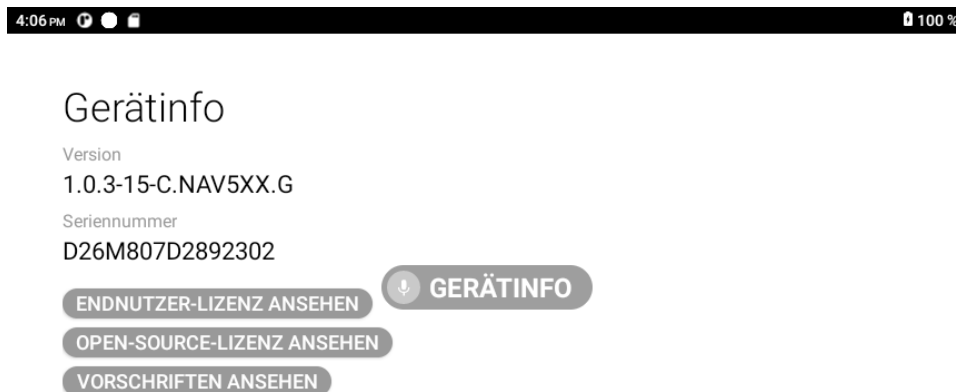 4:06 PM 100 %
Gerätinfo
Version
1.0.3-15-C.NAV5XX.G
Seriennummer
D26M807D2892302
GERÄTINFO
ENDNUTZER-LIZENZ ANSEHEN
OPEN-SOURCE-LIZENZ ANSEHEN
VORSCHRIFTEN ANSEHEN